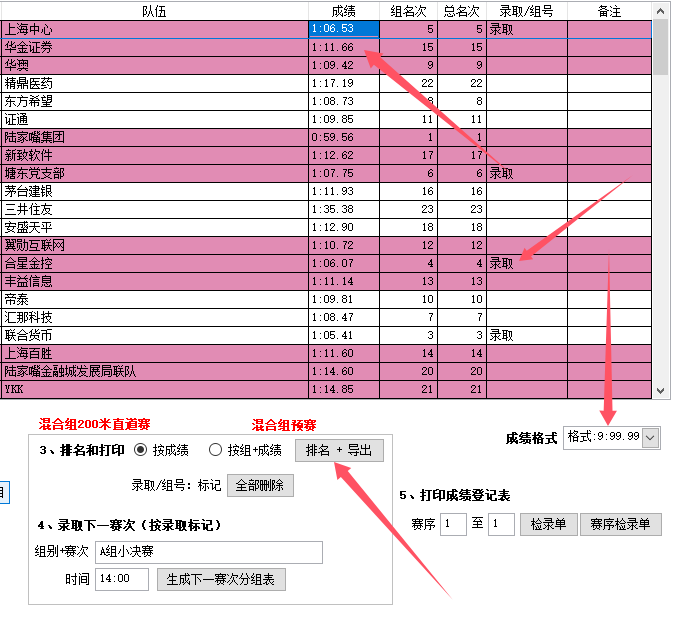 队伍 成绩 组名次 总名次 录取/组号 备注
上海中心 1:06.53 5 5 录取
华金证券 1:11.66 15 15
华澳 1:09.42 9 9
精鼎医药 1:17.19 22 22
东方希望 1:08.73 8 8
证通 1:09.85 11 11
陆家嘴集团 0:59.56 1 1
新致软件 1:12.62 17 17
塘东党支部 1:07.75 6 6 录取
茅台建银 1:11.93 16 16
三井住友 1:35.38 23 23
安盛天平 1:12.90 18 18
翼勋互联网 1:10.72 12 12
合星金控 1:06.07 4 4 录取
丰益信息 1:11.14 13 13
帝泰 1:09.81 10 10
汇那科技 1:08.47 7 7
联合货币 1:05.41 3 3 录取
上海百胜 1:11.60 14 14
陆家嘴金融城发展局联队 1:14.60 20 20
YKK 1:14.85 21 21
混合组200米直道赛 混合组预赛
成绩格式 格式:9:99.99
3、排名和打印 按成绩 按组+成绩 排名 + 导出
录取/组号: 标记 全部删除
5、打印成绩登记表
赛序 1 至 1 检录单 赛序检录单
4、录取下一赛次（按录取标记）
组别+赛次 A组小决赛
时间 14:00 生成下一赛次分组表